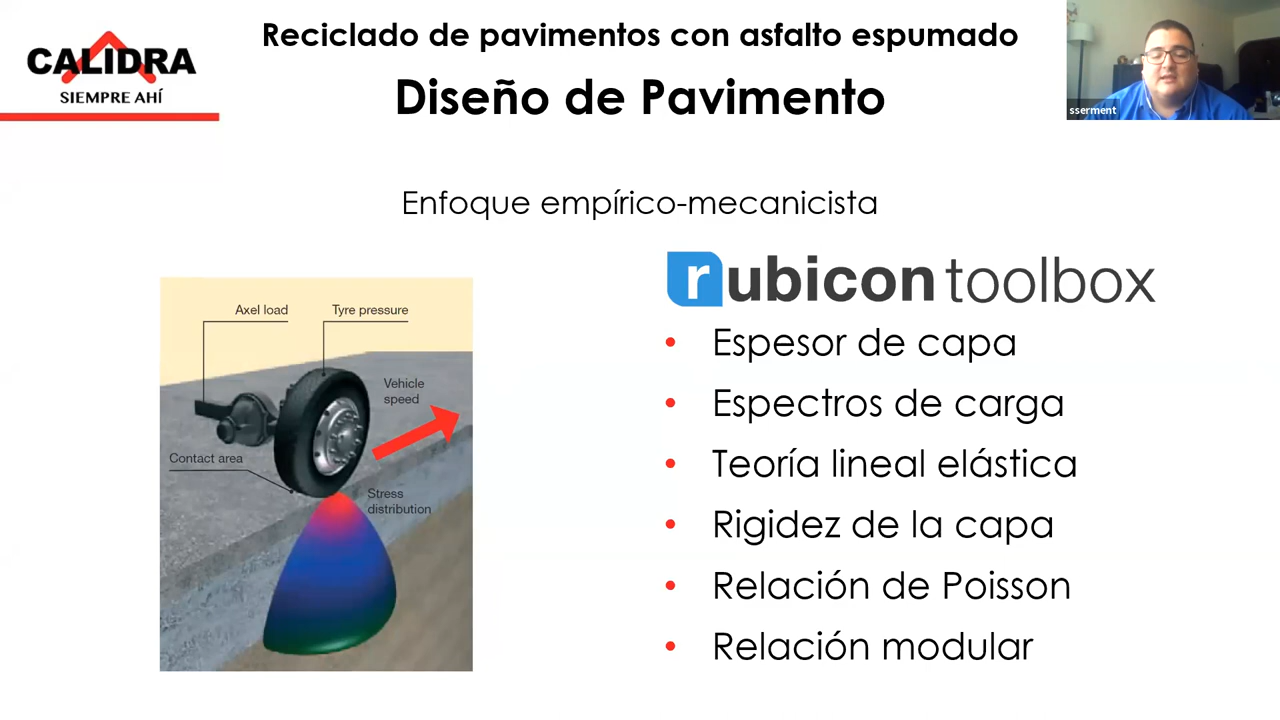 CALIDRA
SIEMPRE AHÍ
Reciclado de pavimentos con asfalto espumado
Diseño de Pavimento
sserment
Enfoque empírico-mecanicista
Axel load
Tyre pressure
Vehicle
speed
Contact area
Stress
distribution
rubicon toolbox
• Espesor de capa
• Espectros de carga
• Teoría lineal elástica
• Rigidez de la capa
• Relación de Poisson
• Relación modular